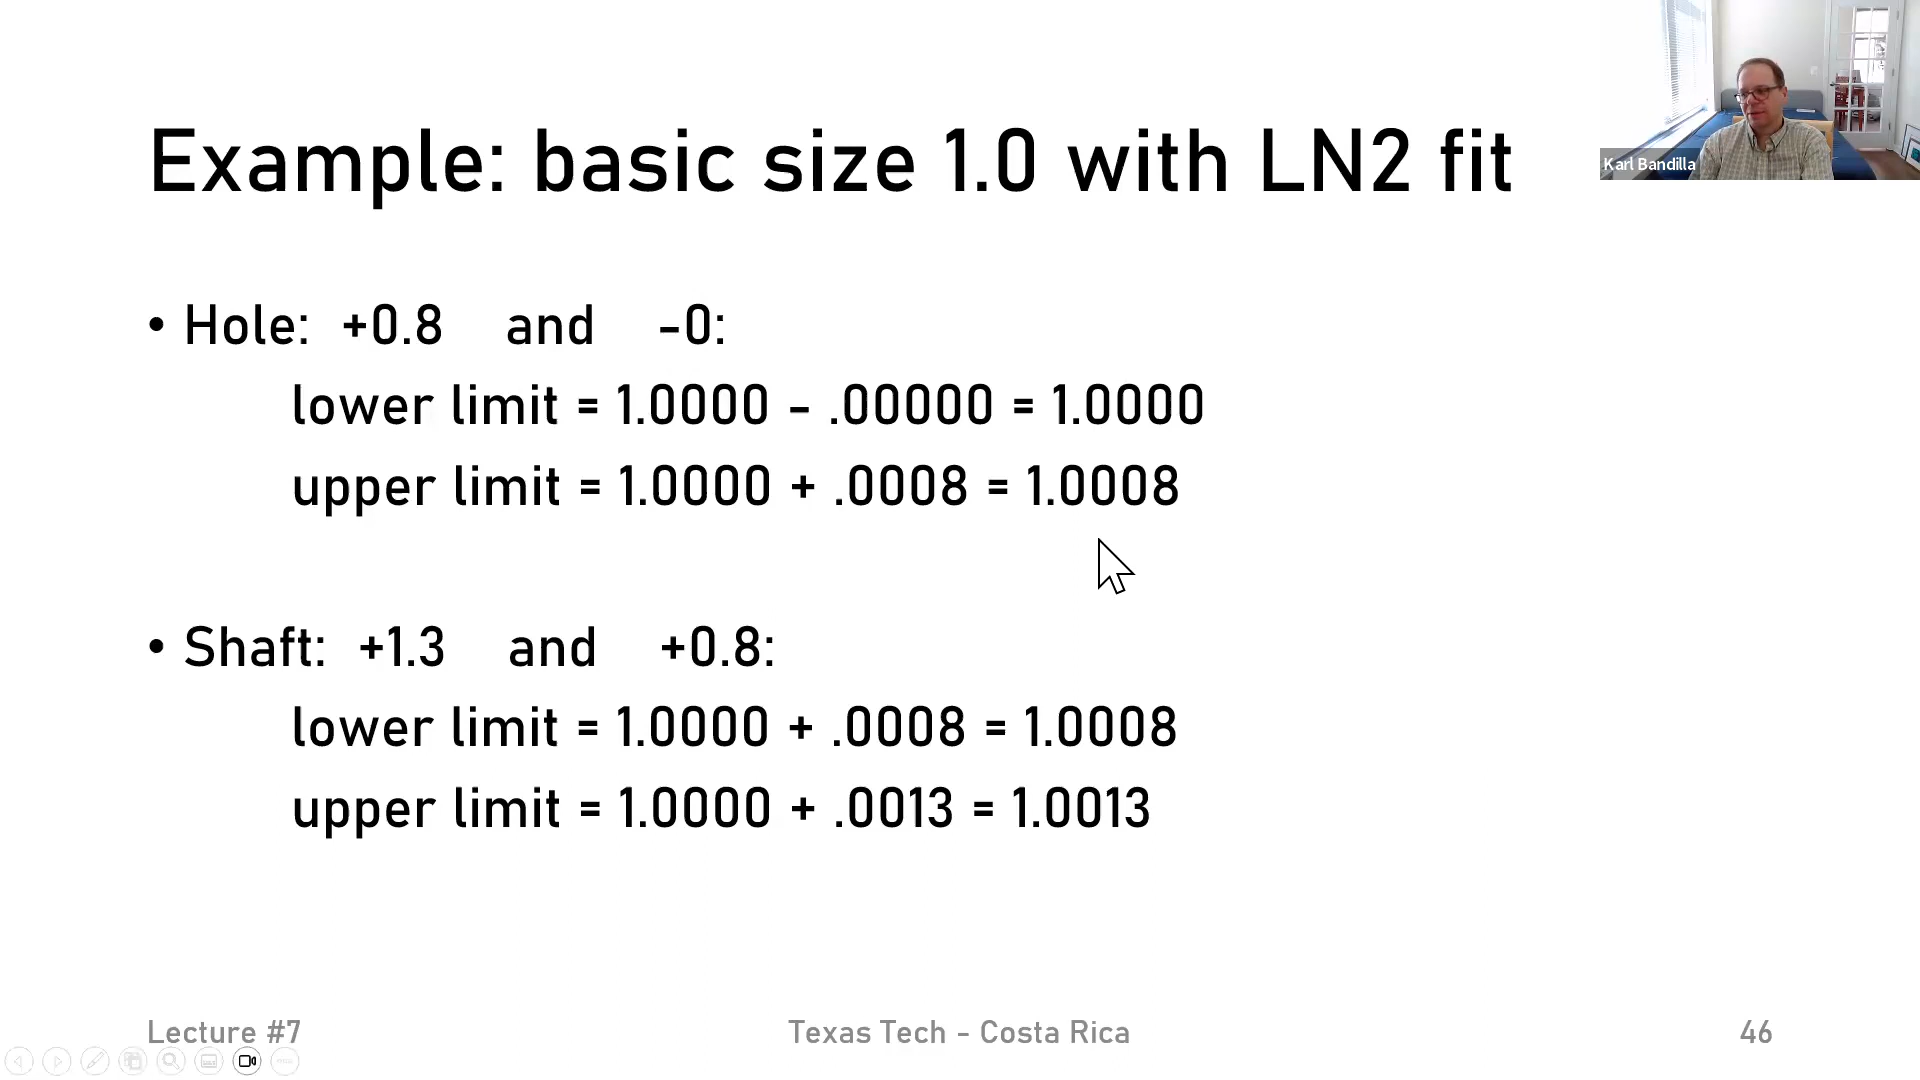 Example: basic size 1.0 with LN2 fit
Karl Bandilla
• Hole: +0.8 and -0:
lower limit = 1.0000 - .00000 = 1.0000
upper limit = 1.0000 + .0008 = 1.0008
• Shaft: +1.3 and +0.8:
lower limit = 1.0000 + .0008 = 1.0008
upper limit = 1.0000 + .0013 = 1.0013
Lecture #7 Texas Tech - Costa Rica 46